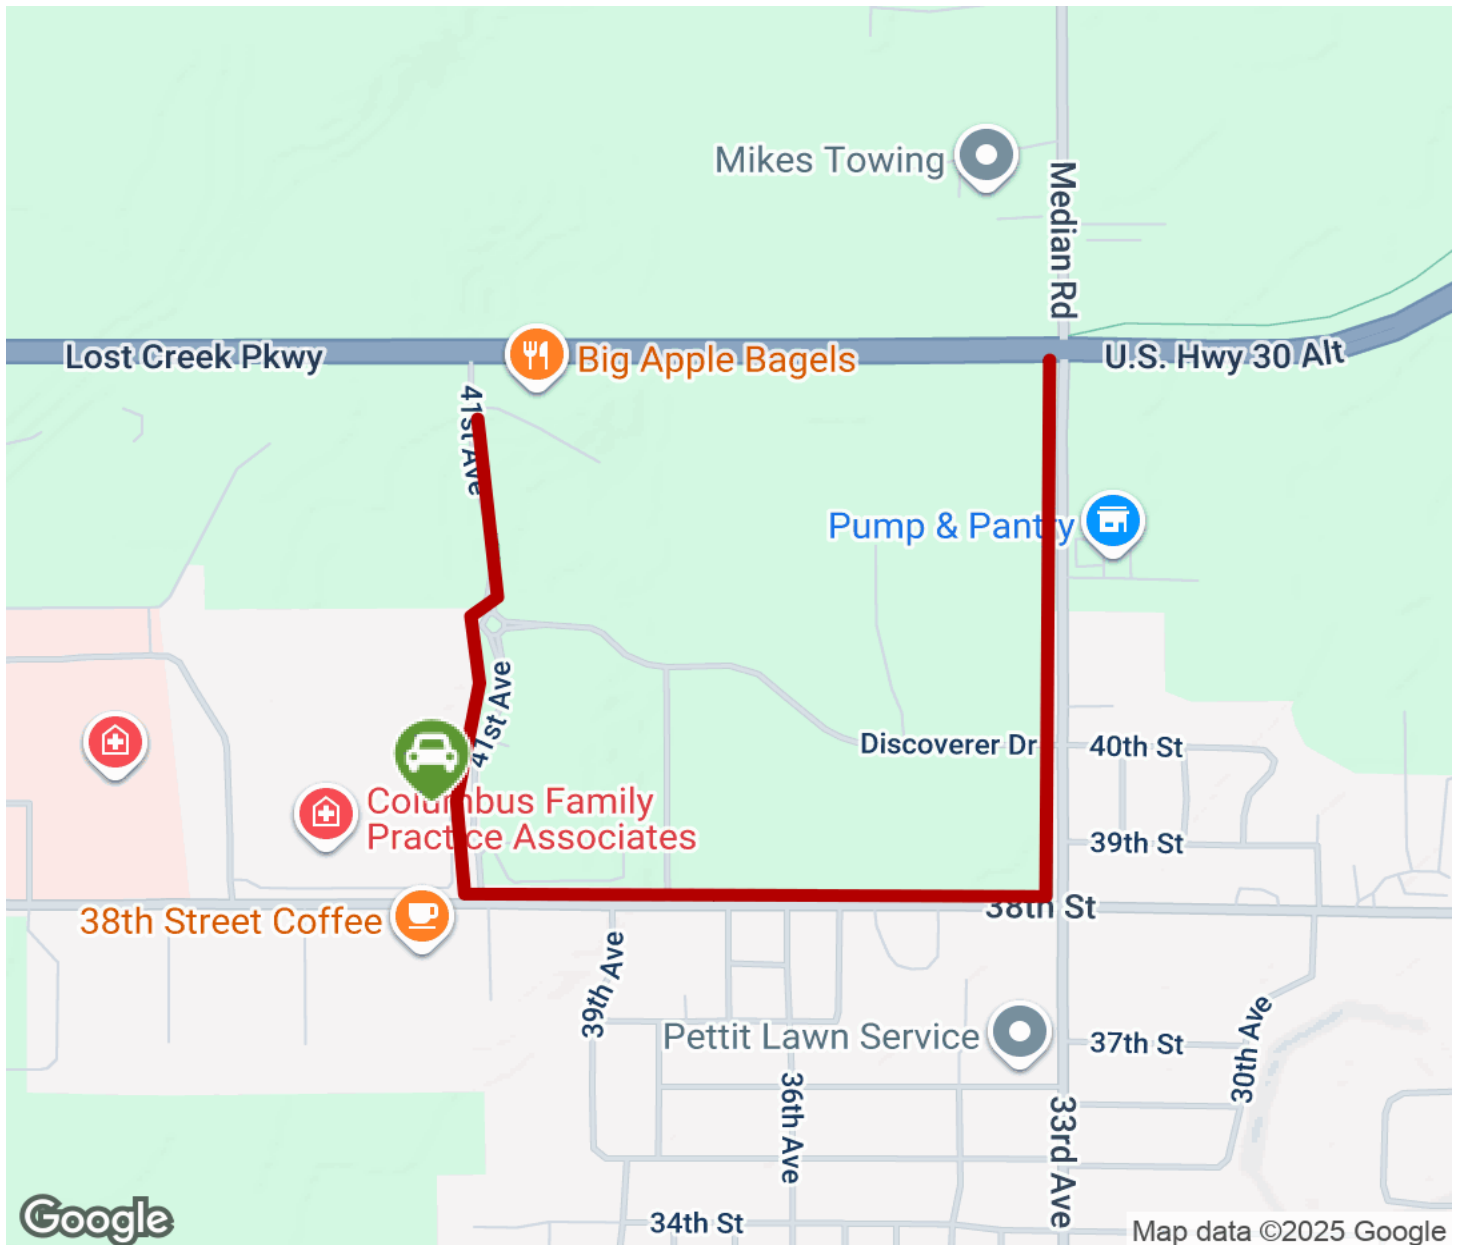 Mikes Towing
Median Rd
Lost Creek Pkwy
Big Apple Bagels
U.S. Hwy 30 Alt
41st Ave
Pump & Pantry
41st Ave
Discoverer Dr
40th St
Columbus Family
Practice Associates
39th St
38th Street Coffee
38th St
39th Ave
Pettit Lawn Service
37th St
30th Ave
36th Ave
33rd Ave
34th St
Google
Map data ©2025 Google